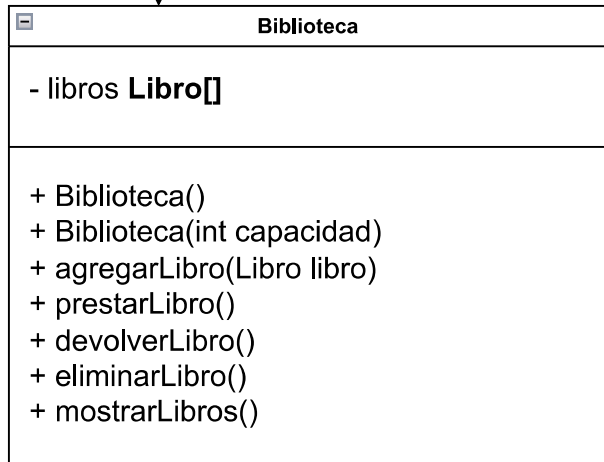 Biblioteca
- libros Libro[]
+ Biblioteca()
+ Biblioteca(int capacidad)
+ agregarLibro(Libro libro)
+ prestarLibro()
+ devolverLibro()
+ eliminarLibro()
+ mostrarLibros()